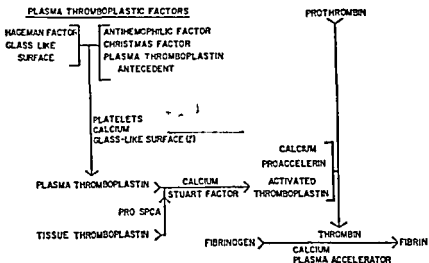 PLASMA THROMBOPLASTIC FACTORS
HAGEMAN FACTOR
GLASS LIKE
SURFACE
ANTIHEMOPHILIC FACTOR
CHRISTMAS FACTOR
PLASMA THROMBOPLASTIN
ANTECEDENT
PLATELETS
CALCIUM
GLASS-LIKE SURFACE (?)
PLASMA THROMBOPLASTIN
CALCIUM
STUART FACTOR
PRO SPCA
TISSUE THROMBOPLASTIN
PROTHROMBIN
CALCIUM
PROACCELERIN
ACTIVATED
THROMBOPLASTIN
THROMBIN
FIBRINOGEN
FIBRIN
CALCIUM
PLASMA ACCELERATOR